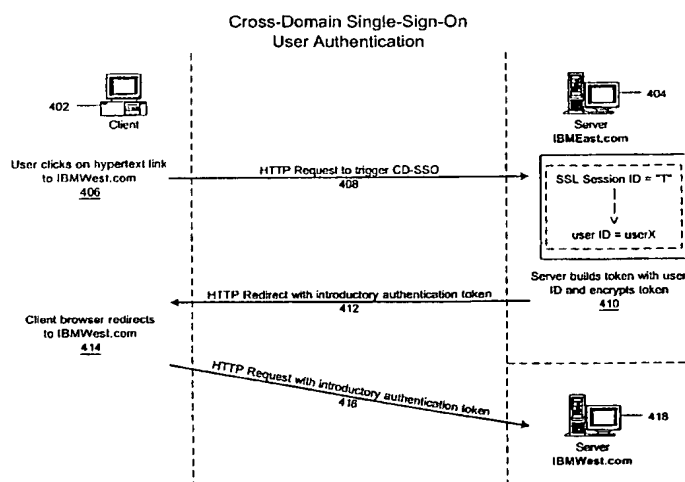 Cross-Domain Single-Sign-On
User Authentication
402
Client
404
Server
IBMEast.com
User clicks on hypertext link
to IBMWest.com
406
HTTP Request to trigger CD-SSO
408
SSL Session ID = "T"
user ID = userX
Server builds token with user
ID and encrypts token
410
HTTP Redirect with introductory authentication token
412
Client browser redirects
to IBMWest.com
414
HTTP Request with introductory authentication token
416
418
Server
IBMWest.com